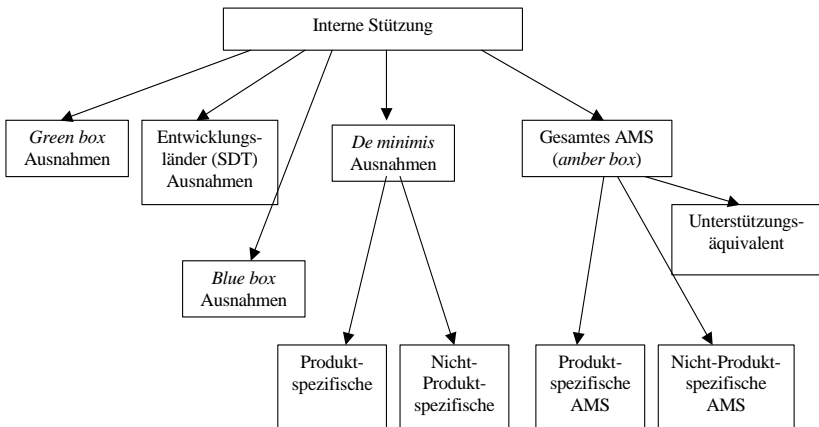 Interne Stützung
Green box
Ausnahmen
Entwicklungs-
länder (SDT)
Ausnahmen
De minimis
Ausnahmen
Gesamtes AMS
(amber box)
Unterstützungs-
äquivalent
Blue box
Ausnahmen
Produkt-
spezifische
Nicht-
Produkt-
spezifische
Produkt-
spezifische
AMS
Nicht-Produkt-
spezifische
AMS